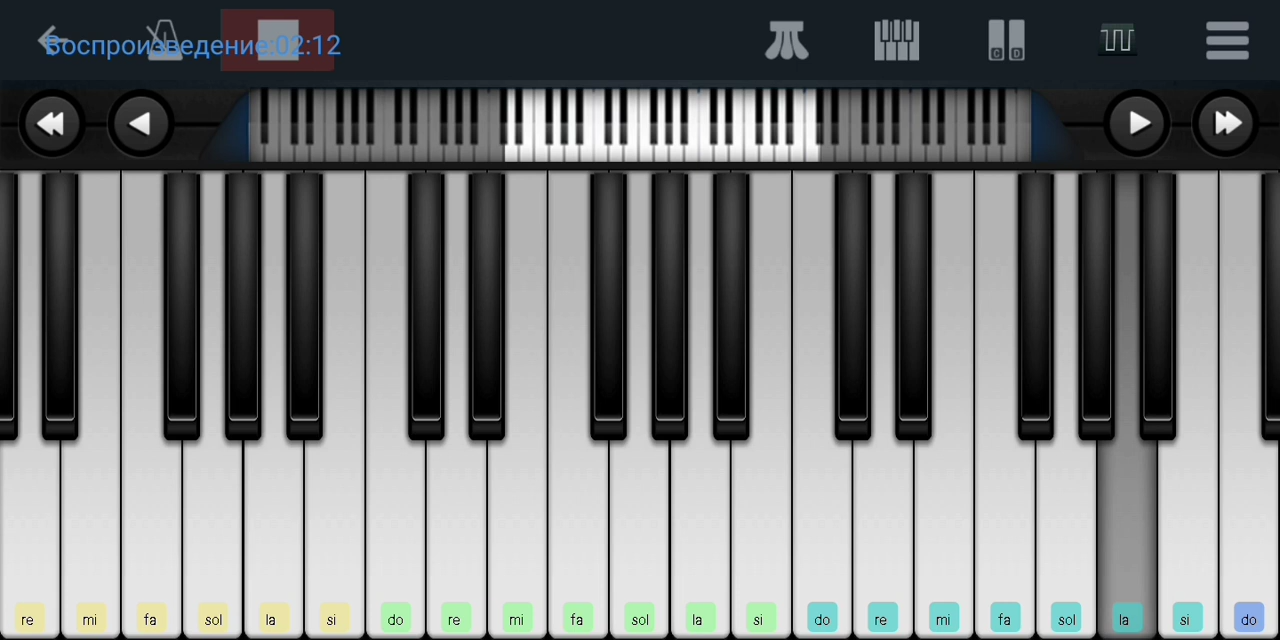 Воспроизведение:02:12
C D
re mi fa sol la si do re mi fa sol la si do re mi fa sol la si do